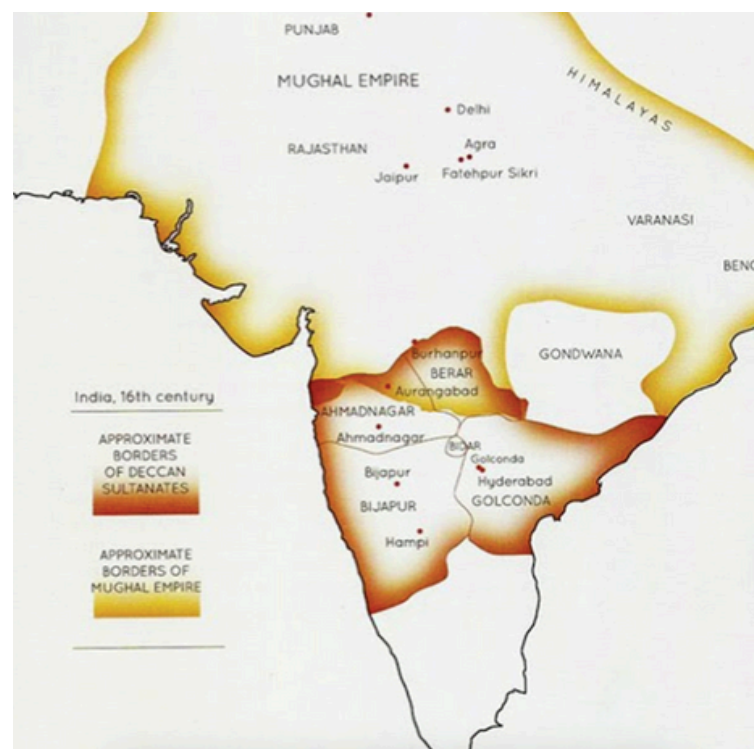 PUNJAB
MUGHAL EMPIRE
HIMALAYAS
Delhi
RAJASTHAN
Agra
Jaipur
Fatehpur Sikri
VARANASI
BENG
Burhanpur
BERAR
GONDWANA
Aurangabad
India, 16th century
AHMADNAGAR
Ahmadnagar
BIDAR
APPROXIMATE
BORDERS
OF DECCAN
SULTANATES
Golconda
Bijapur
Hyderabad
GOLCONDA
BIJAPUR
Hampi
APPROXIMATE
BORDERS OF
MUGHAL EMPIRE